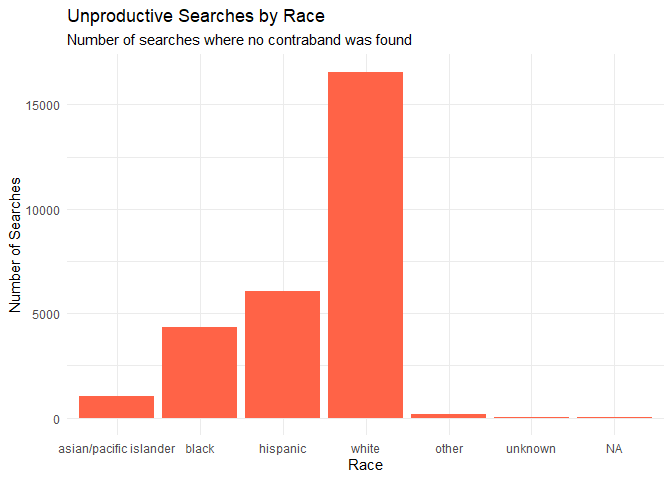 Unproductive Searches by Race
Number of searches where no contraband was found
Number of Searches
15000
10000
5000
0
asian/pacific islander black hispanic white other unknown NA
Race